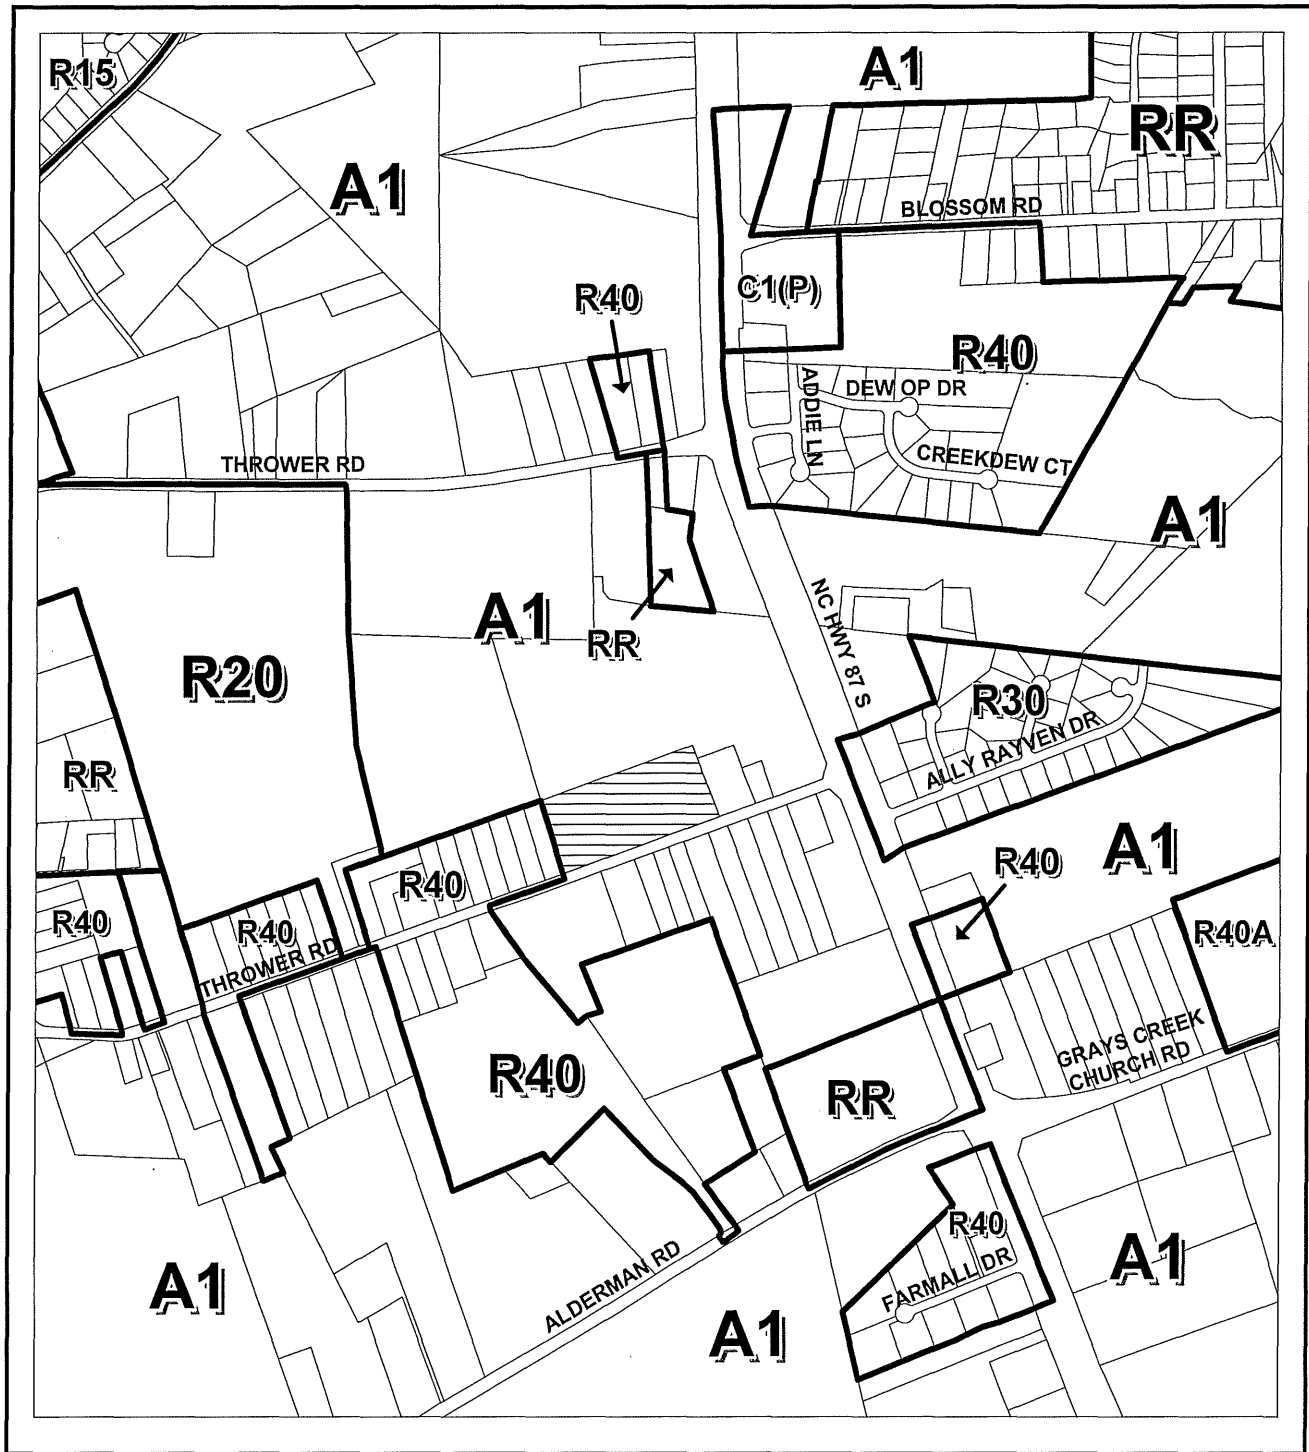 R15
A1
RR
A1
BLOSSOM RD
R40
C1(P)
R40
DEW OP DR
ADDIE LN
CREEKDEW CT
THROWER RD
A1
A1
RR
NC HWY 87 S
R20
R30
ALLY RAYVEN DR
RR
A1
R40
R40
R40
R40
R40A
THROWER RD
GRAYS CREEK
CHURCH RD
R40
RR
R40
FARMALL DR
ALDERMAN RD
A1
A1
A1